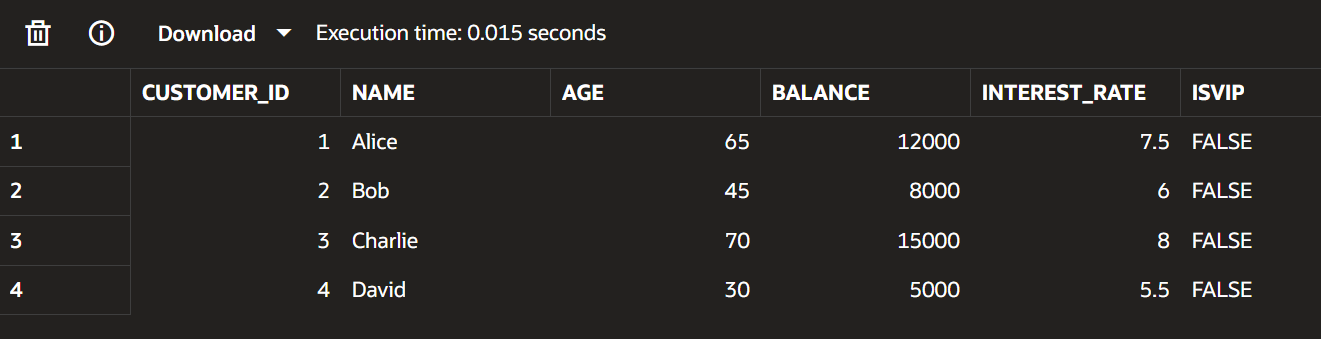 Download Execution time: 0.015 seconds
CUSTOMER_ID NAME AGE BALANCE INTEREST_RATE ISVIP
1 1 Alice 65 12000 7.5 FALSE
2 2 Bob 45 8000 6 FALSE
3 3 Charlie 70 15000 8 FALSE
4 4 David 30 5000 5.5 FALSE